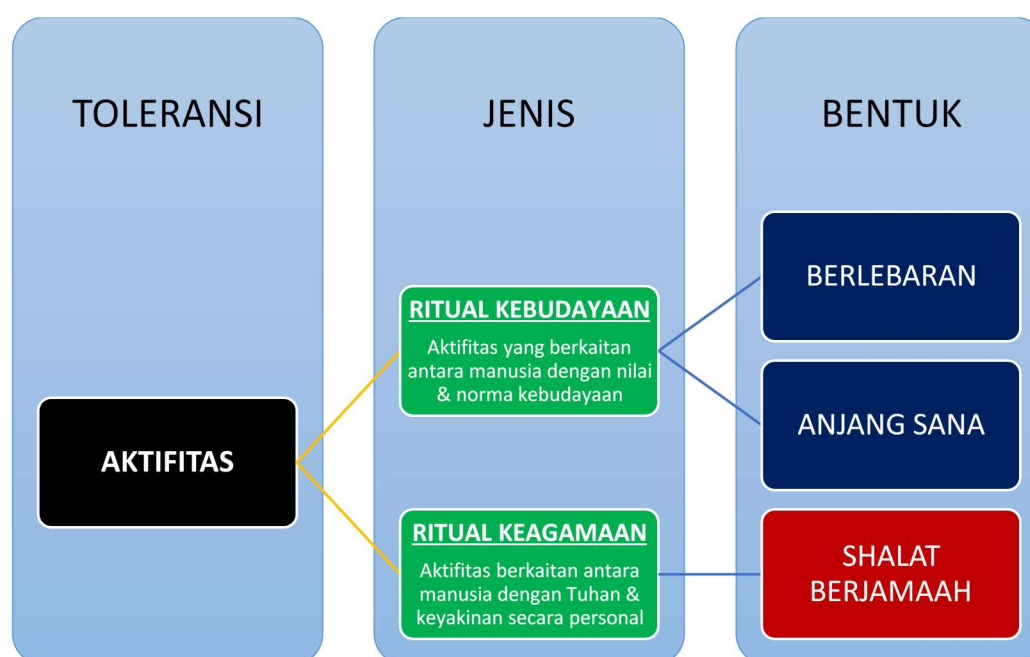 TOLERANSI
JENIS
BENTUK
AKTIFITAS
RITUAL KEBUDAYAAN
Aktifitas yang berkaitan
antara manusia dengan nilai
& norma kebudayaan
RITUAL KEAGAMAAN
Aktifitas berkaitan antara
manusia dengan Tuhan &
keyakinan secara personal
BERLEBARAN
ANJANG SANA
SHALAT
BERJAMAAH